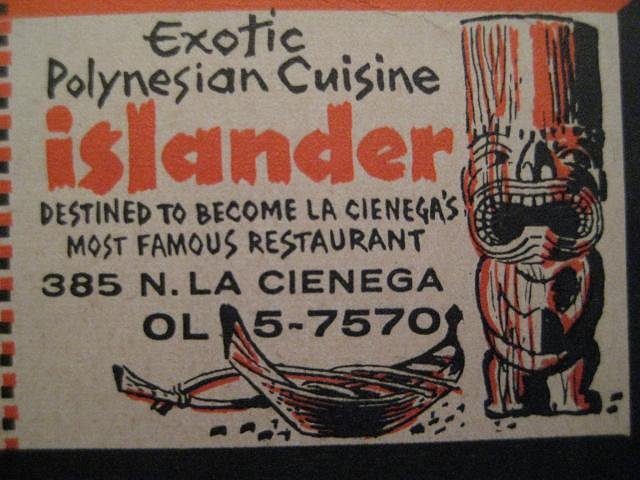 Exotic
Polynesian Cuisine
islander
DESTINED TO BECOME LA CIENEGA'S
MOST FAMOUS RESTAURANT
385 N. LA CIENEGA
OL 5-7570